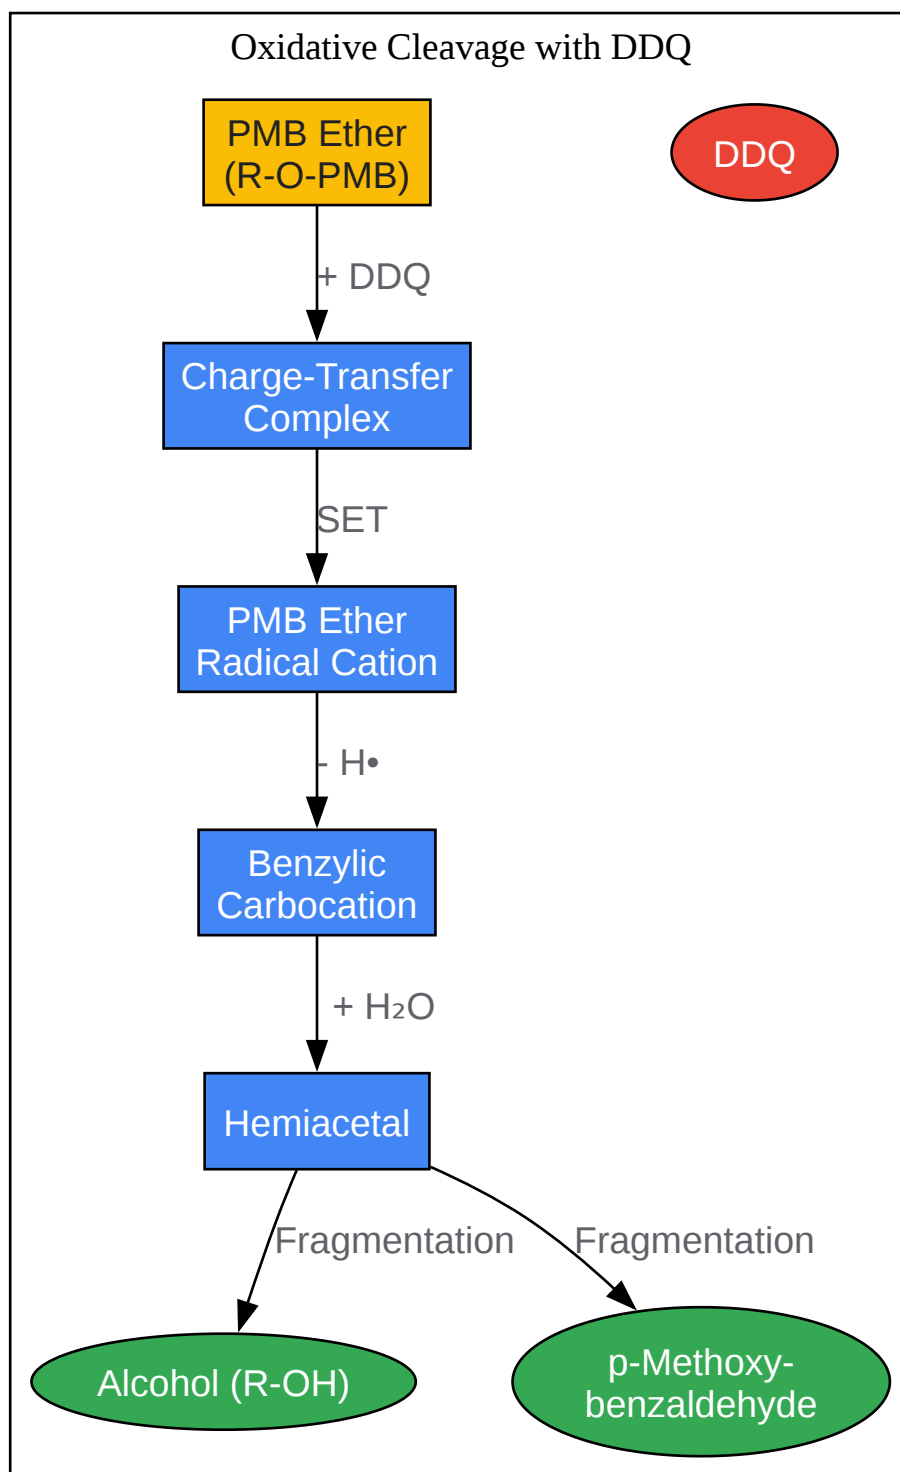 Oxidative Cleavage with DDQ
PMB Ether
(R-O-PMB)
DDQ
+ DDQ
Charge-Transfer
Complex
SET
PMB Ether
Radical Cation
- H•
Benzylic
Carbocation
+ H₂O
Hemiacetal
Fragmentation
Fragmentation
Alcohol (R-OH)
p-Methoxy-
benzaldehyde